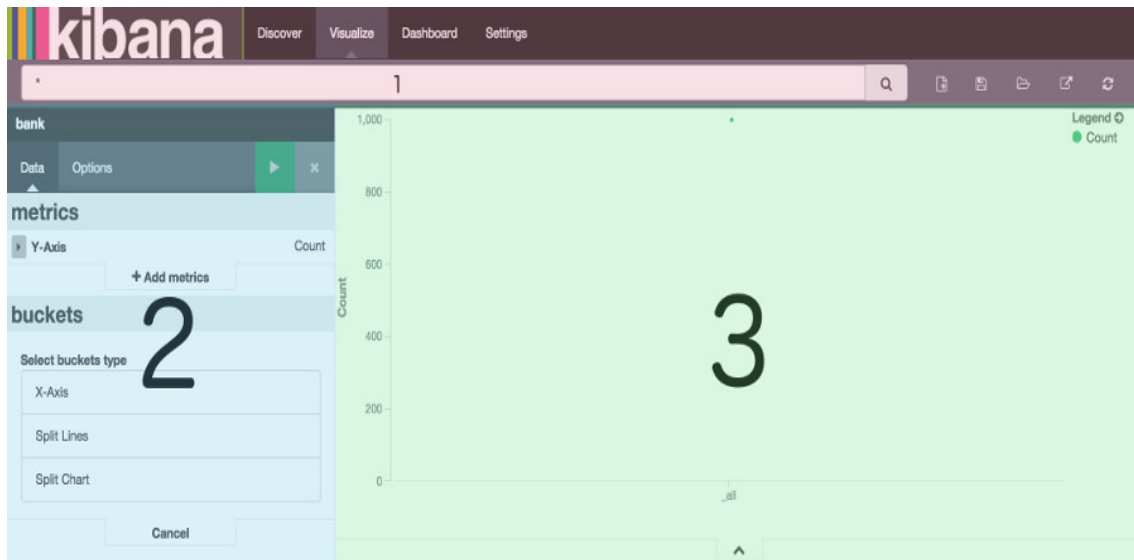 kibana Discover Visualize Dashboard Settings
* 1
bank
Data Options
metrics
Y-Axis Count
+ Add metrics
buckets
2
Select buckets type
X-Axis
Split Lines
Split Chart
Cancel
1,000
800
600
400
200
0
Count
_all
3
Legend
Count